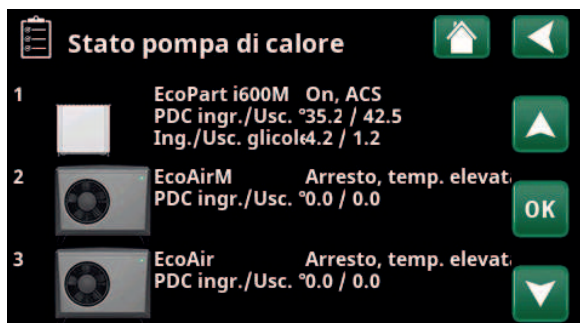 Stato pompa di calore
1
EcoPart i600M On, ACS
PDC ingr./Usc. °35.2 / 42.5
Ing./Usc. glicole4.2 / 1.2
2
EcoAirM Arresto, temp. elevat
PDC ingr./Usc. °0.0 / 0.0
OK
3
EcoAir Arresto, temp. elevat
PDC ingr./Usc. °0.0 / 0.0